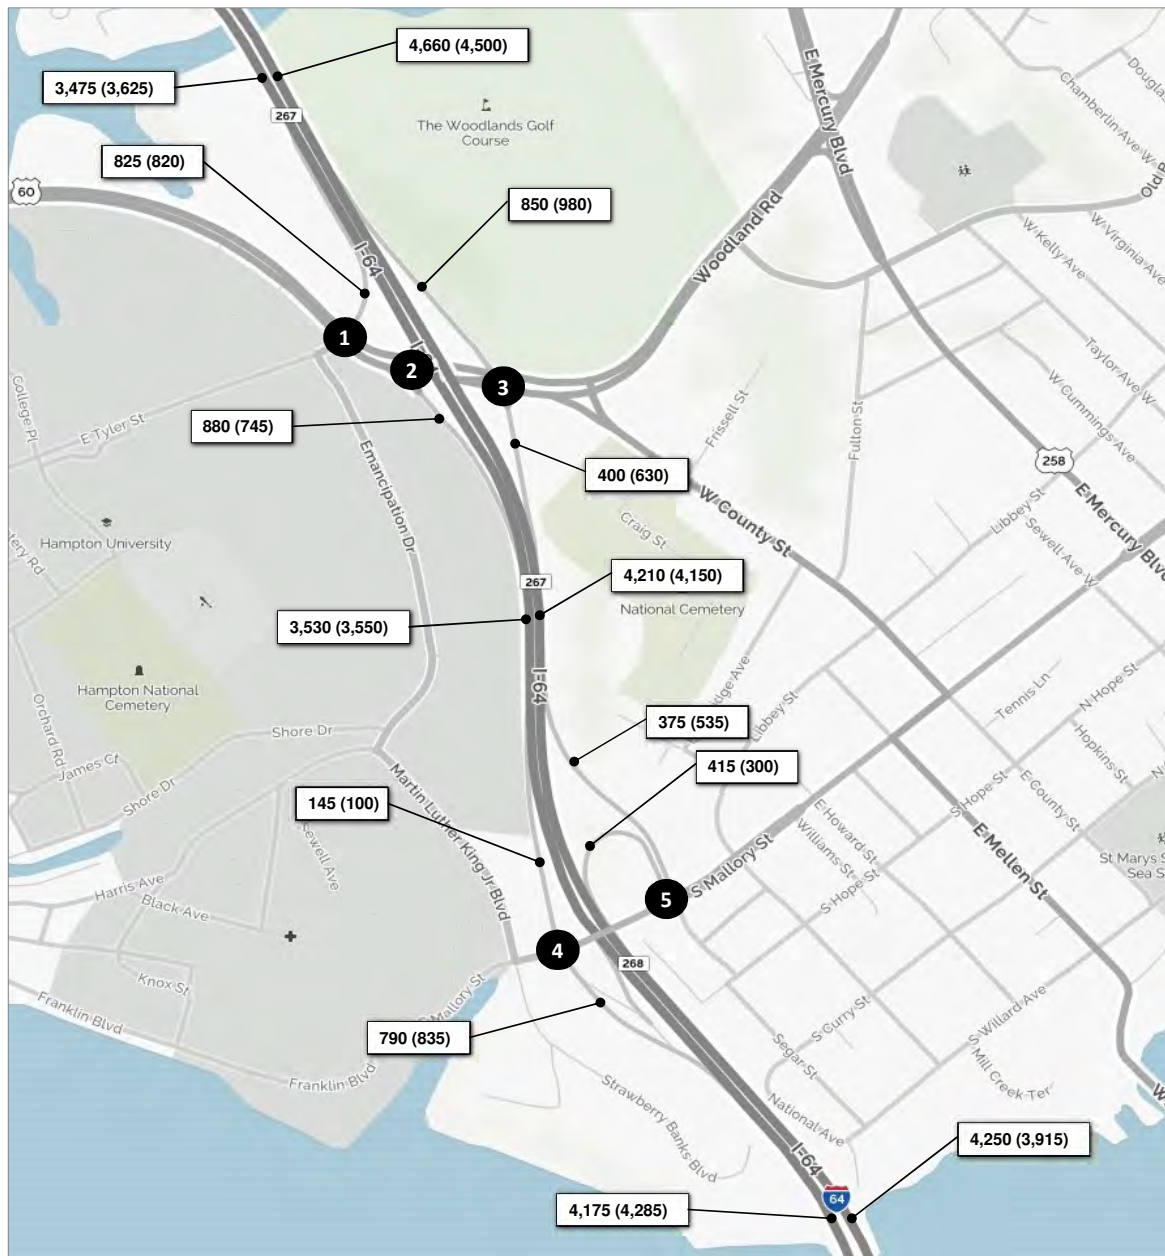 4,660 (4,500)
3,475 (3,625)
267
The Woodlands Golf
Course
E Mercury Blvd
Chamberlin Ave W
825 (820)
60
850 (980)
I-64
Woodland Rd
W Kelly Ave
W Virginia Ave
1
2
3
Taylor Ave W
W Cummings Ave
College Pl
E Tyler St
880 (745)
Emancipation Dr
Frissell St
Fulton St
258
400 (630)
W County St
E Mercury Blvd
Libbey St
Sewell Ave W
Craig St
Hampton University
267
4,210 (4,150)
National Cemetery
3,530 (3,550)
I-64
Hampton National
Cemetery
Orchard Rd
Shore Dr
James Ct
Shore Dr
Libbey St
Tennis Ln
N Hope St
375 (535)
415 (300)
Hopkins St
Martin Luther King Jr Blvd
145 (100)
Sewell Ave
E Howard St
Williams St
S Hope St
E County St
E Mellen St
S Hope St
St Marys
Sea
Harris Ave
Black Ave
S Mallory St
5
4
268
Knox St
Franklin Blvd
S Mallory St
790 (835)
S Curry St
S Willard Ave
Segar St
Mill Creek Ter
Franklin Blvd
Strawberry Banks Blvd
National Ave
I-64
4,250 (3,915)
64
4,175 (4,285)